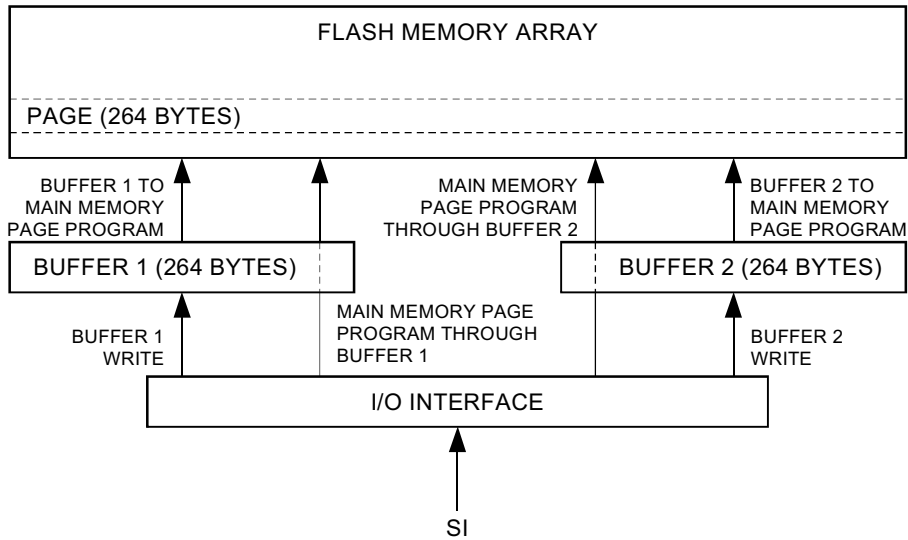 FLASH MEMORY ARRAY
PAGE (264 BYTES)
BUFFER 1 TO
MAIN MEMORY
PAGE PROGRAM
MAIN MEMORY
PAGE PROGRAM
THROUGH BUFFER 2
BUFFER 2 TO
MAIN MEMORY
PAGE PROGRAM
BUFFER 1 (264 BYTES)
BUFFER 2 (264 BYTES)
BUFFER 1
WRITE
MAIN MEMORY PAGE
PROGRAM THROUGH
BUFFER 1
BUFFER 2
WRITE
I/O INTERFACE
SI